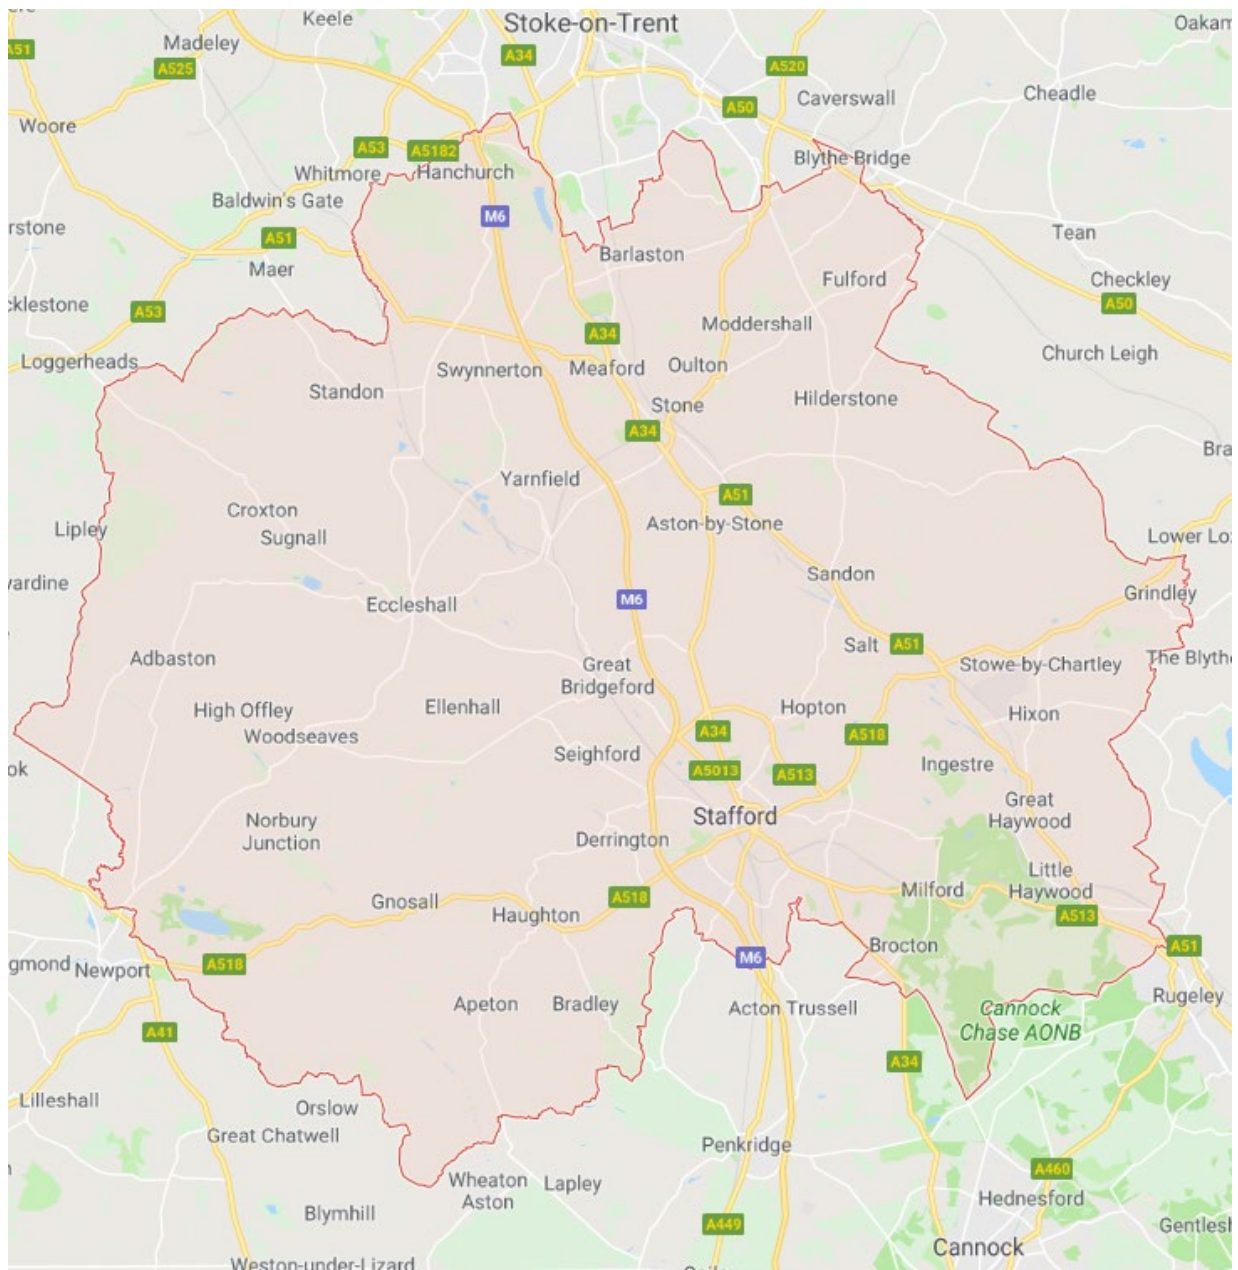 Keele
Stoke-on-Trent
Oakam
A51
Madeley
A34
A525
A520
Cheadle
Caverswall
A50
Woore
A53
A5182
Blythe Bridge
Whitmore
Hanchurch
Baldwin's Gate
M6
rstone
A51
Tean
Maer
Barlaston
Fulford
Checkley
cklestone
A53
A50
Moddershall
A34
Loggerheads
Church Leigh
Swynnerton
Meaford
Oulton
Standon
Stone
Hilderstone
A34
Bra
Yarnfield
A51
Croxton
Aston-by-Stone
Lipley
Sugnall
Lower Lo
Sandon
vardine
Grindley
Eccleshall
M6
Salt
A51
Adbaston
Great
Bridgeford
Stowe-by-Chartley
The Blythe
High Offley
Ellenhall
Hopton
Hixon
Woodseaves
A34
A518
Seighford
ok
A5013
A513
Ingestre
Great
Haywood
Norbury
Junction
Stafford
Derrington
Little
Haywood
Milford
Gnosall
A518
Haughton
A513
Brocton
A51
gmond
Newport
A518
M6
Rugeley
Apeton
Bradley
Acton Trussell
Cannock
Chase AONB
A41
A34
Lilleshall
Orslow
Great Chatwell
Penkridge
A460
Wheaton
Aston
Lapley
Hednesford
Blymhill
A449
Gentlesh
Cannock
Weston-under-Lizard